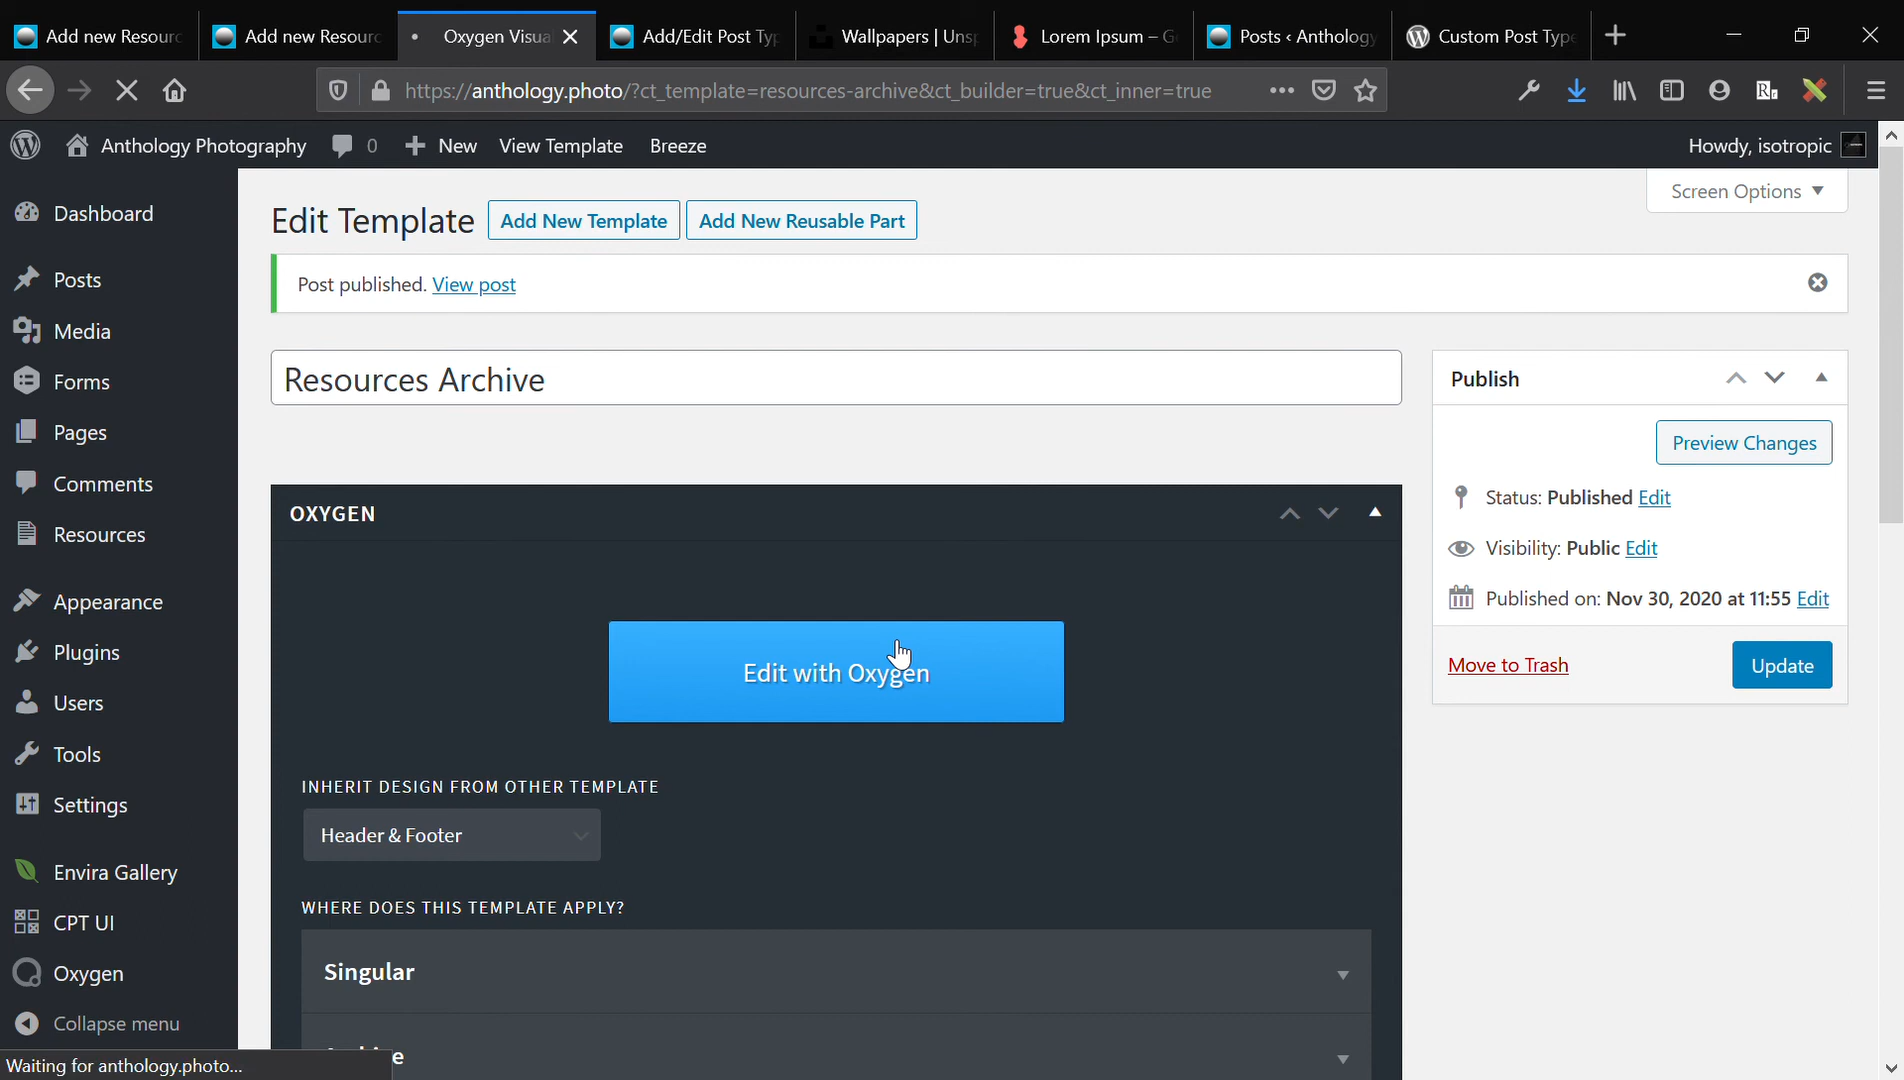 Add new Resour
Add new Resour
Oxygen Visua
Add/Edit Post Ty
Wallpapers | Uns
Lorem Ipsum – G
Posts ‹ Anthology
Custom Post Type
https://anthology.photo/?ct_template=resources-archive&ct_builder=true&ct_inner=true
Anthology Photography
0
New
View Template
Breeze
Howdy, isotropic
Screen Options
Dashboard
Posts
Media
Forms
Pages
Comments
Resources
Appearance
Plugins
Users
Tools
Settings
Envira Gallery
CPT UI
Oxygen
Collapse menu
Waiting for anthology.photo...
Edit Template
Add New Template
Add New Reusable Part
Post published. View post
Resources Archive
OXYGEN
Edit with Oxygen
INHERIT DESIGN FROM OTHER TEMPLATE
Header & Footer
WHERE DOES THIS TEMPLATE APPLY?
Singular
Publish
Preview Changes
Status: Published Edit
Visibility: Public Edit
Published on: Nov 30, 2020 at 11:55 Edit
Move to Trash
Update